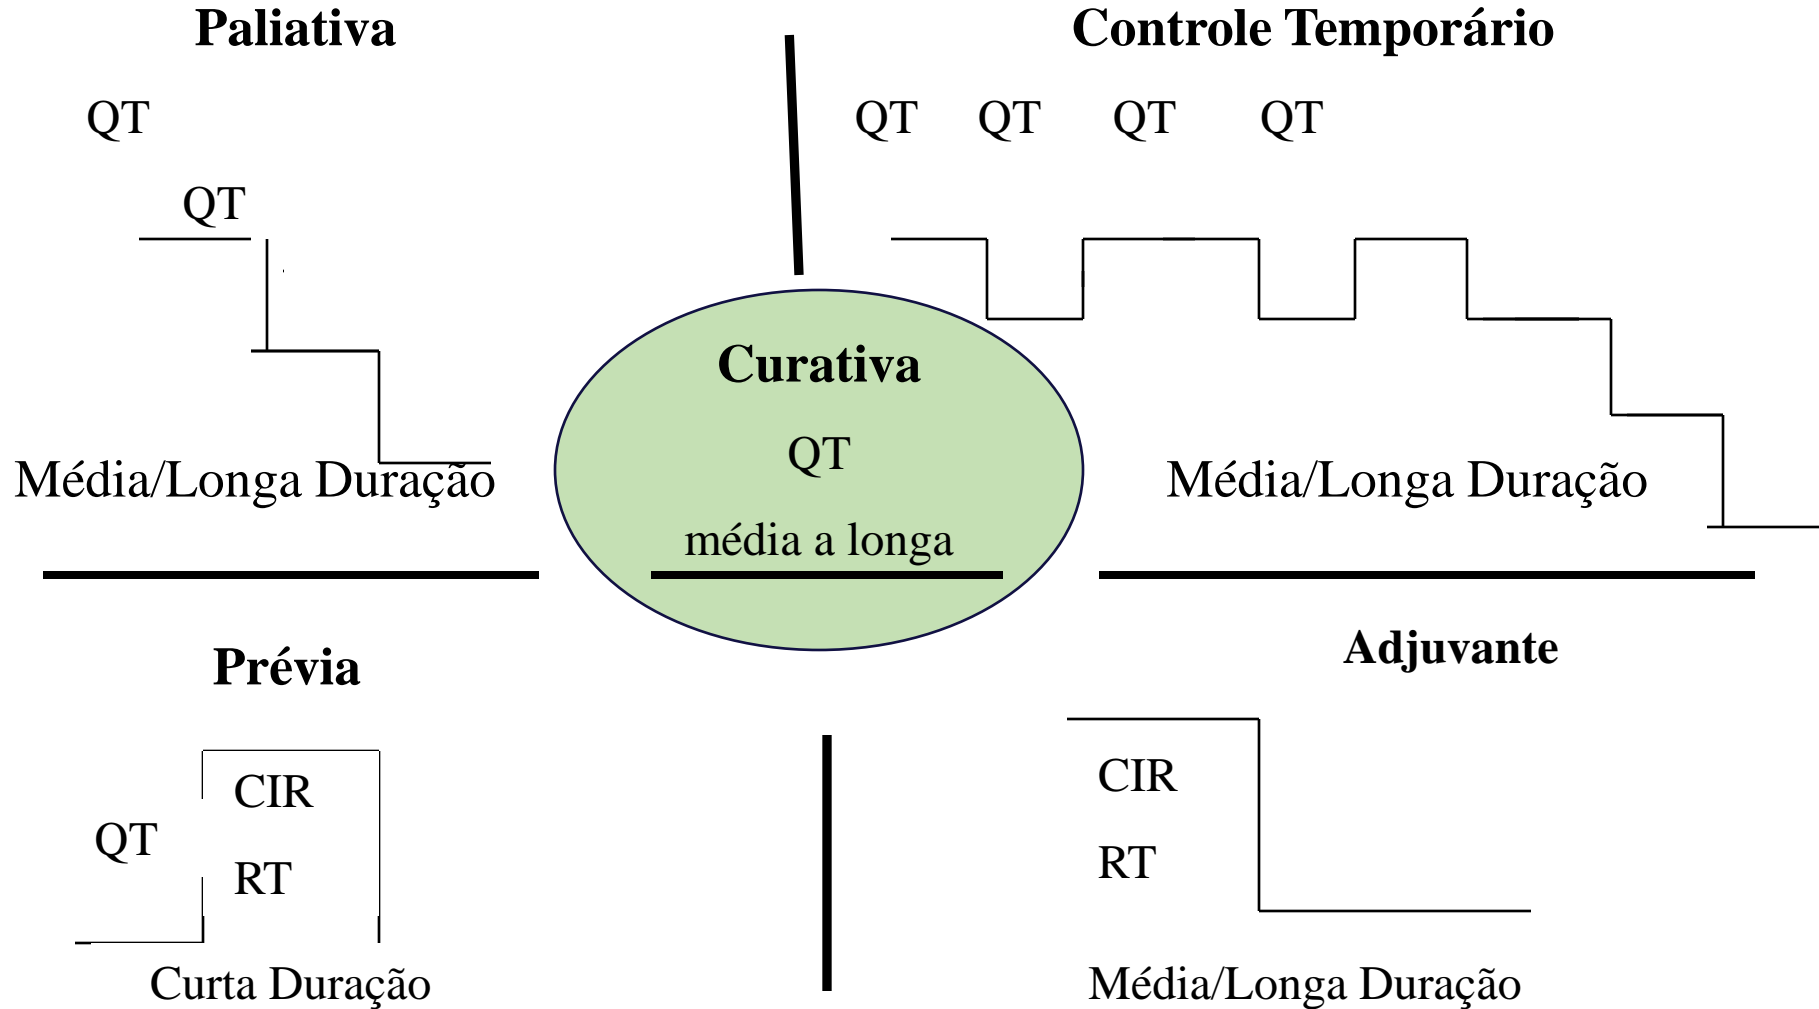 Paliativa
QT
QT
Média/Longa Duração
Controle Temporário
QT QT QT QT
Média/Longa Duração
Curativa
QT
média a longa
Prévia
QT
CIR
RT
Curta Duração
Adjuvante
CIR
RT
Média/Longa Duração